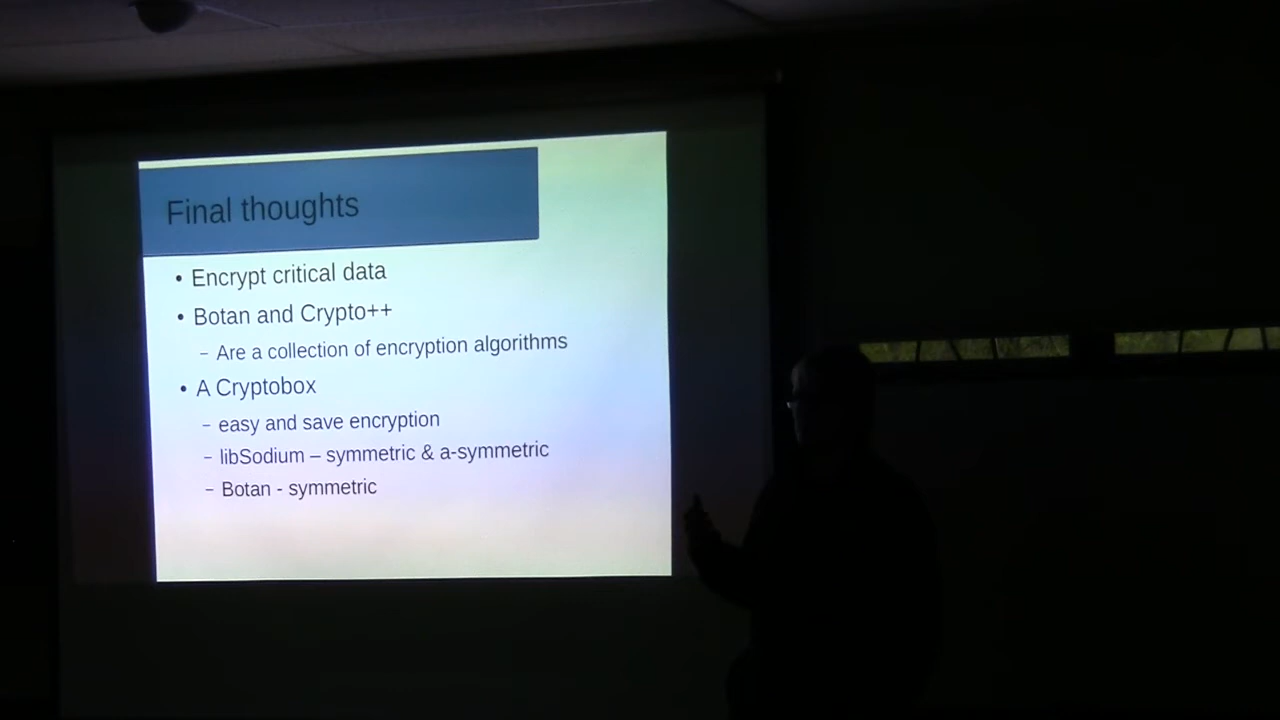 Final thoughts
• Encrypt critical data
• Botan and Crypto++
– Are a collection of encryption algorithms
• A Cryptobox
– easy and save encryption
– libSodium – symmetric & a-symmetric
– Botan - symmetric